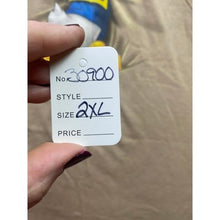 No. 30900
STYLE
SIZE 2XL
PRICE